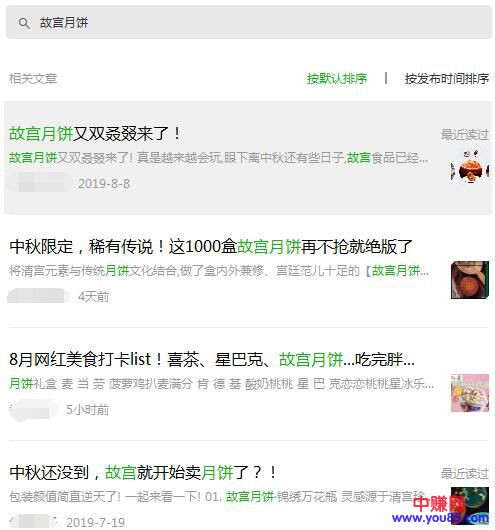 故宫月饼
相关文章
按默认排序 | 按发布时间排序
故宫月饼又双叒叕来了！
最近读过
故宫月饼又双叒叕来了! 真是越来越会玩,眼下离中秋还有些日子,故宫食品已经...
2019-8-8
中秋限定，稀有传说！这1000盒故宫月饼再不抢就绝版了
将清宫元素与传统月饼文化结合,做了盒内外兼修、宫廷范儿十足的【故宫月饼...
4天前
8月网红美食打卡list！喜茶、星巴克、故宫月饼...吃完胖...
月饼礼盒 麦 当 劳 菠萝鸡扒麦满分 肯 德 基 酸奶桃桃 星 巴 克恋恋桃桃星冰乐...
5小时前
中秋还没到，故宫就开始卖月饼了？！
最近读过
包装颜值简直逆天了! 一起来看一下! 01. 故宫月饼·锦绣万花瓶 灵感源于清宫珍
2019-7-19
中赚网
www.you85.com